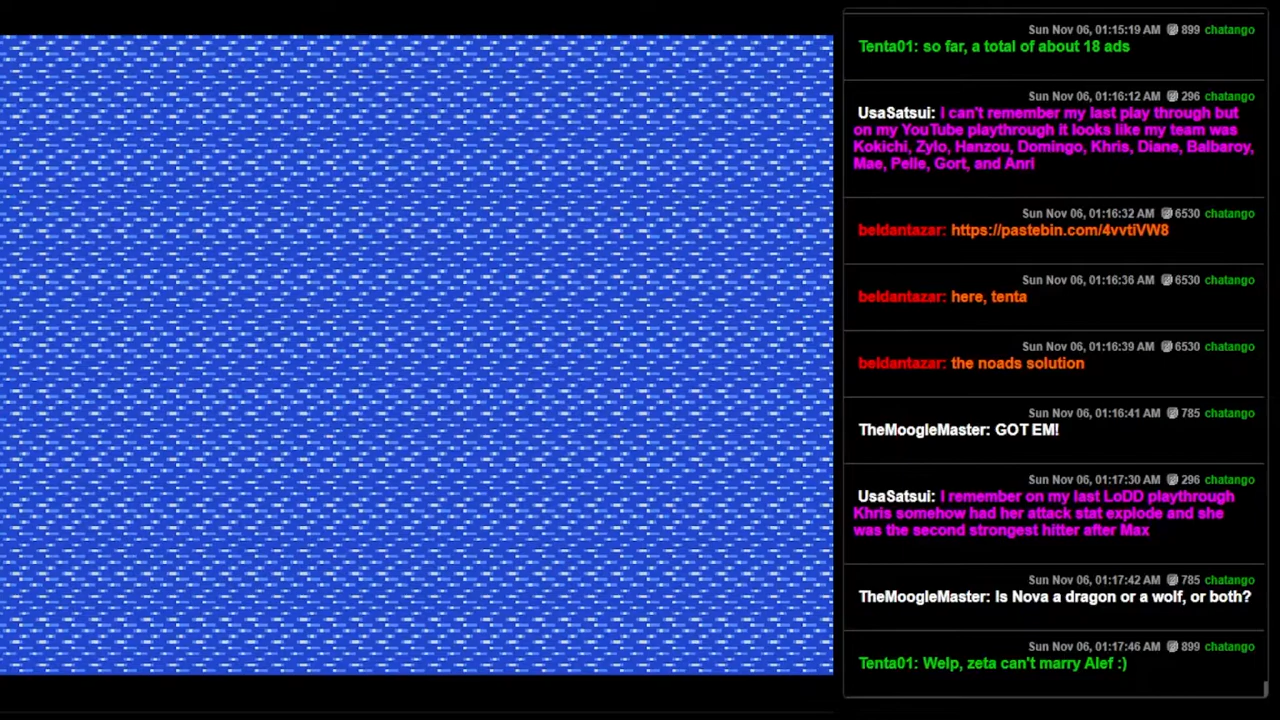 Sun Nov 06, 01:15:19 AM 899 chatango
Tenta01: so far, a total of about 18 ads
Sun Nov 06, 01:16:12 AM 296 chatango
UsaSatsui: I can't remember my last play through but
on my YouTube playthrough it looks like my team was
Kokichi, Zylo, Hanzou, Domingo, Khris, Diane, Balbaroy,
Mae, Pelle, Gort, and Anri
Sun Nov 06, 01:16:32 AM 6530 chatango
beldantazar: https://pastebin.com/4vvtiVW8
Sun Nov 06, 01:16:36 AM 6530 chatango
beldantazar: here, tenta
Sun Nov 06, 01:16:39 AM 6530 chatango
beldantazar: the noads solution
Sun Nov 06, 01:16:41 AM 785 chatango
TheMoogleMaster: GOT EM!
Sun Nov 06, 01:17:30 AM 296 chatango
UsaSatsui: I remember on my last LoDD playthrough
Khris somehow had her attack stat explode and she
was the second strongest hitter after Max
Sun Nov 06, 01:17:42 AM 785 chatango
TheMoogleMaster: Is Nova a dragon or a wolf, or both?
Sun Nov 06, 01:17:46 AM 899 chatango
Tenta01: Welp, zeta can't marry Alef :)